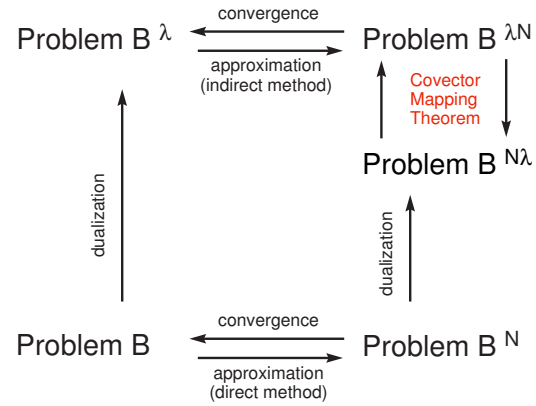 convergence
Problem B λ
Problem B λN
approximation
(indirect method)
Covector
Mapping
Theorem
Problem B Nλ
dualization
dualization
convergence
Problem B
Problem B N
approximation
(direct method)